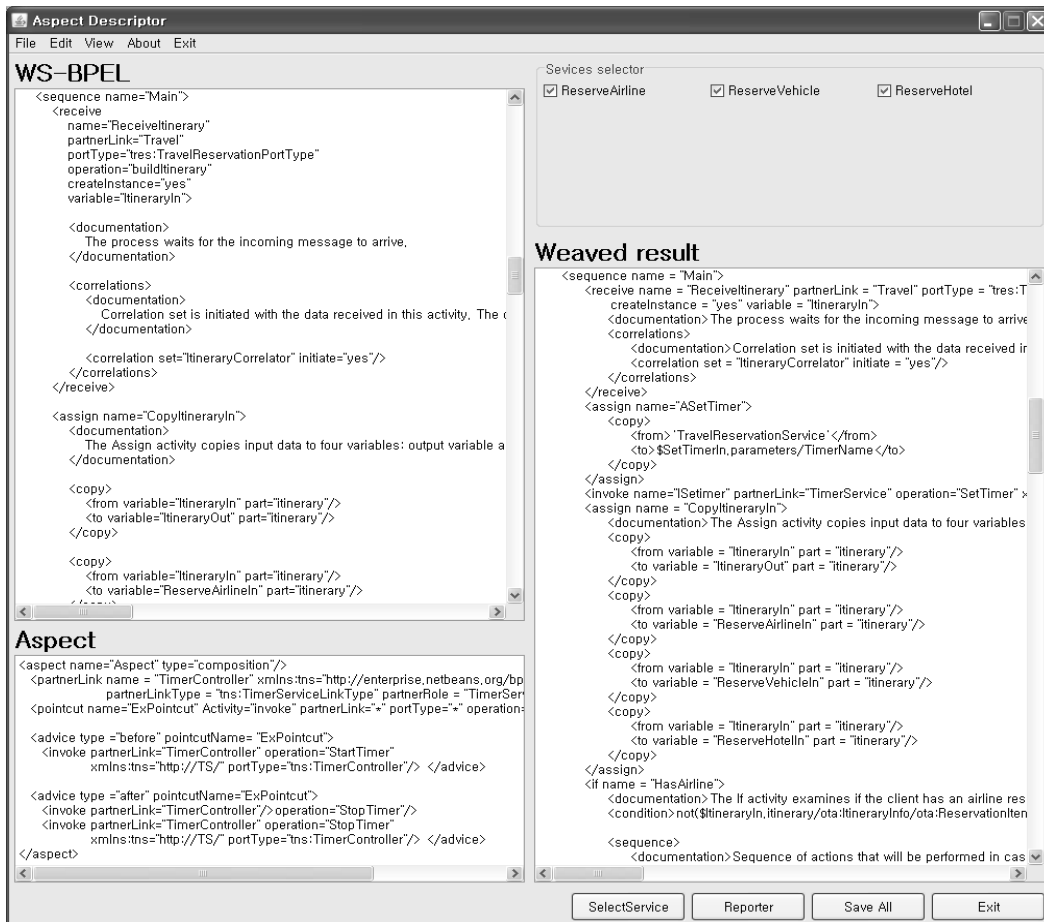 Aspect Descriptor
File Edit View About Exit
WS-BPEL
<sequence name="Main">
<receive
name="ReceiveItinerary"
partnerLink="Travel"
portType="tres:TravelReservationPortType"
operation="buildItinerary"
createInstance="yes"
variable="ItineraryIn">
<documentation>
The process waits for the incoming message to arrive.
</documentation>
<correlations>
<documentation>
Correlation set is initiated with the data received in this activity. The
</documentation>
<correlation set="ItineraryCorrelator" initiate="yes"/>
</correlations>
</receive>
<assign name="CopyItineraryIn">
<documentation>
The Assign activity copies input data to four variables: output variable a
</documentation>
<copy>
<from variable="ItineraryIn" part="itinerary"/>
<to variable="ItineraryOut" part="itinerary"/>
</copy>
<copy>
<from variable="ItineraryIn" part="itinerary"/>
<to variable="ReserveAirlineIn" part="itinerary"/>
Aspect
<aspect name="Aspect" type="composition"/>
<partnerLink name = "TimerController" xmlns:tns="http://enterprise.netbeans.org/bp
partnerLinkType = "tns:TimerServiceLinkType" partnerRole = "TimerSer
<pointcut name="ExPointcut" Activity="invoke" partnerLink="*" portType="*" operation=
<advice type ="before" pointcutName= "ExPointcut">
<invoke partnerLink="TimerController" operation="StartTimer"
xmlns:tns="http://TS/" portType="tns:TimerController"/> </advice>
<advice type ="after" pointcutName="ExPointcut">
<invoke partnerLink="TimerController"/> operation="StopTimer"/>
<invoke partnerLink="TimerController" operation="StopTimer"
xmlns:tns="http://TS/" portType="tns:TimerController"/> </advice>
</aspect>
Sevices selector
ReserveAirline ReserveVehicle ReserveHotel
Weaved result
<sequence name = "Main">
<receive name = "ReceiveItinerary" partnerLink = "Travel" portType = "tres:T
createInstance = "yes" variable = "ItineraryIn">
<documentation>The process waits for the incoming message to arrive
<correlations>
<documentation>Correlation set is initiated with the data received in
<correlation set = "ItineraryCorrelator" initiate = "yes"/>
</correlations>
</receive>
<assign name="ASetTimer">
<copy>
<from>'TravelReservationService'</from>
<to>$SetTimerIn.parameters/TimerName</to>
</copy>
</assign>
<invoke name="ISetimer" partnerLink="TimerService" operation="SetTimer" x
<assign name = "CopyItineraryIn">
<documentation>The Assign activity copies input data to four variables
<copy>
<from variable = "ItineraryIn" part = "itinerary"/>
<to variable = "ItineraryOut" part = "itinerary"/>
</copy>
<copy>
<from variable = "ItineraryIn" part = "itinerary"/>
<to variable = "ReserveAirlineIn" part = "itinerary"/>
</copy>
<copy>
<from variable = "ItineraryIn" part = "itinerary"/>
<to variable = "ReserveVehicleIn" part = "itinerary"/>
</copy>
<copy>
<from variable = "ItineraryIn" part = "itinerary"/>
<to variable = "ReserveHotelIn" part = "itinerary"/>
</copy>
</assign>
<if name = "HasAirline">
<documentation>The If activity examines if the client has an airline res
<condition>not($ItineraryIn.itinerary/ota:ItineraryInfo/ota:ReservationIten
<sequence>
<documentation>Sequence of actions that will be performed in cas
SelectService Reporter Save All Exit